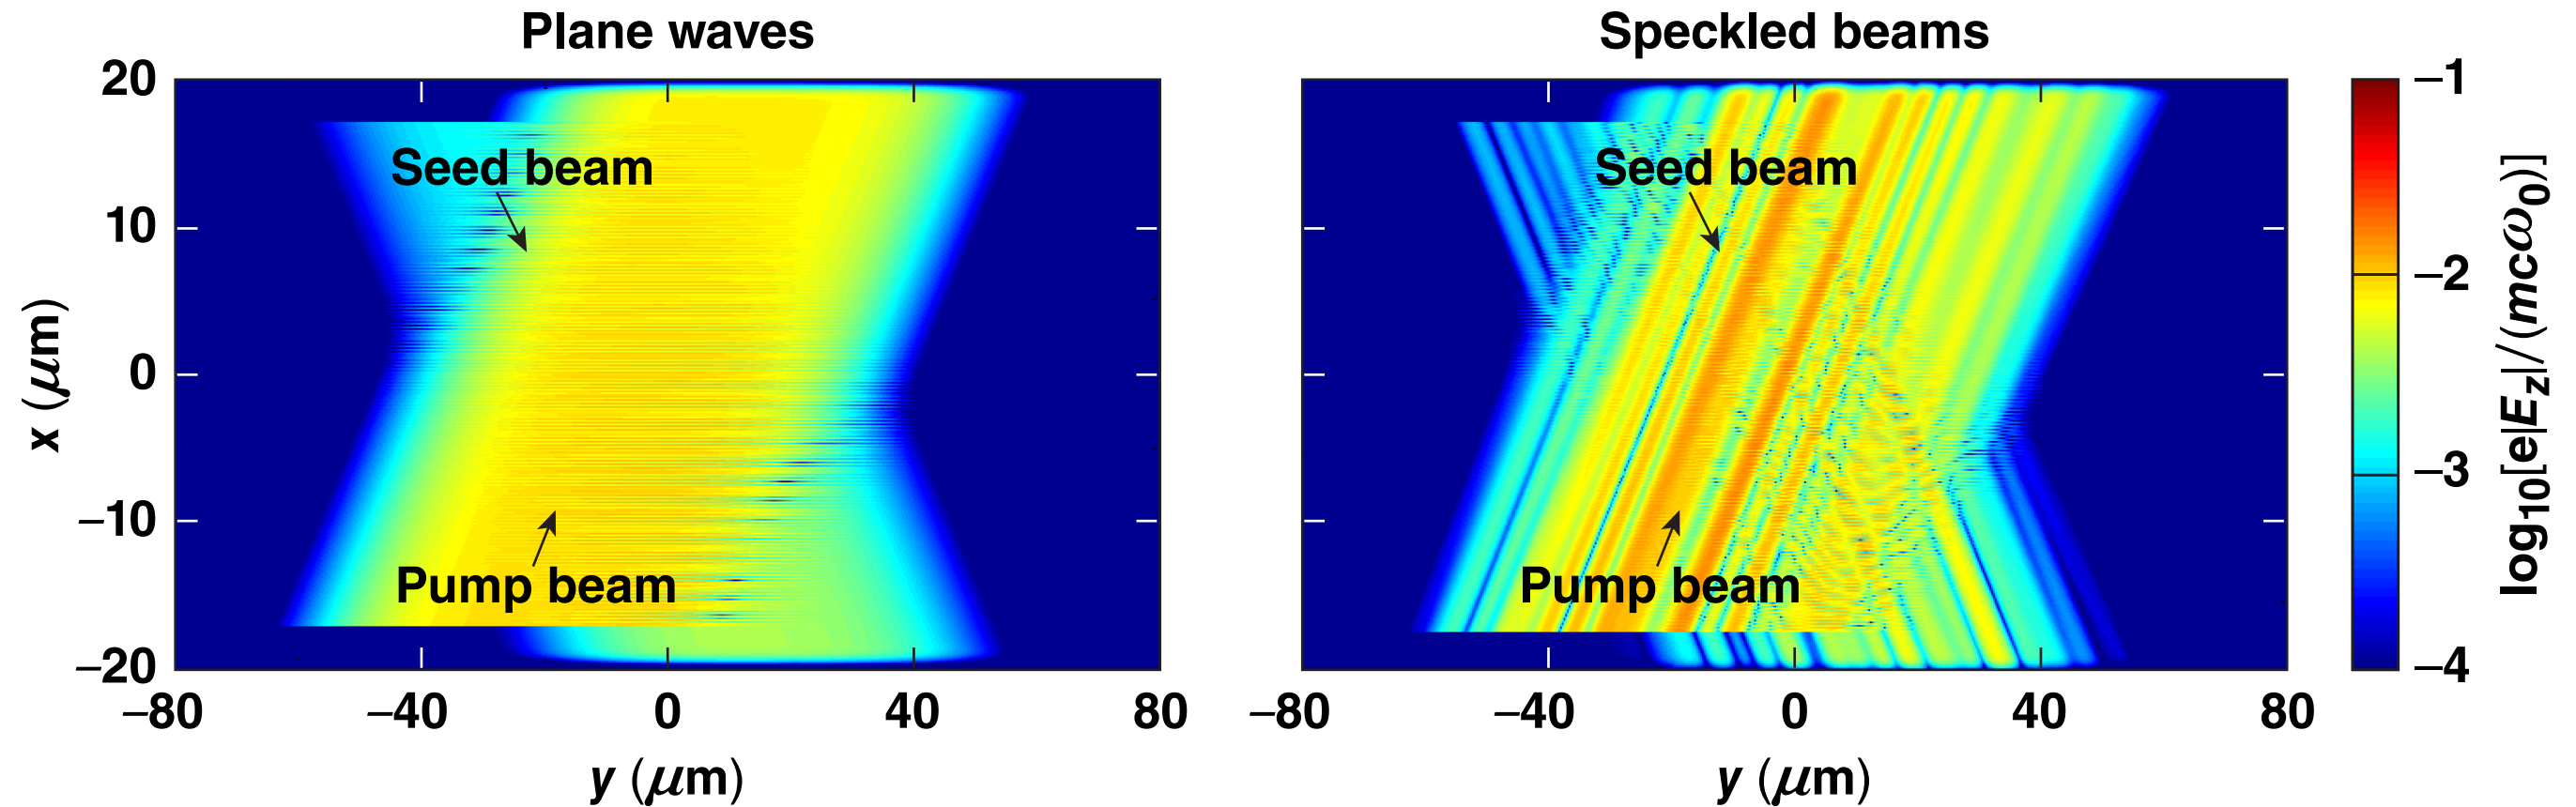 Plane waves
Speckled beams
20
10
0
–10
–20
x (μm)
Seed beam
Pump beam
–80
–40
0
40
80
y (μm)
Seed beam
Pump beam
–80
–40
0
40
80
y (μm)
–1
–2
–3
–4
log10[e|Ez|/(mcω0)]